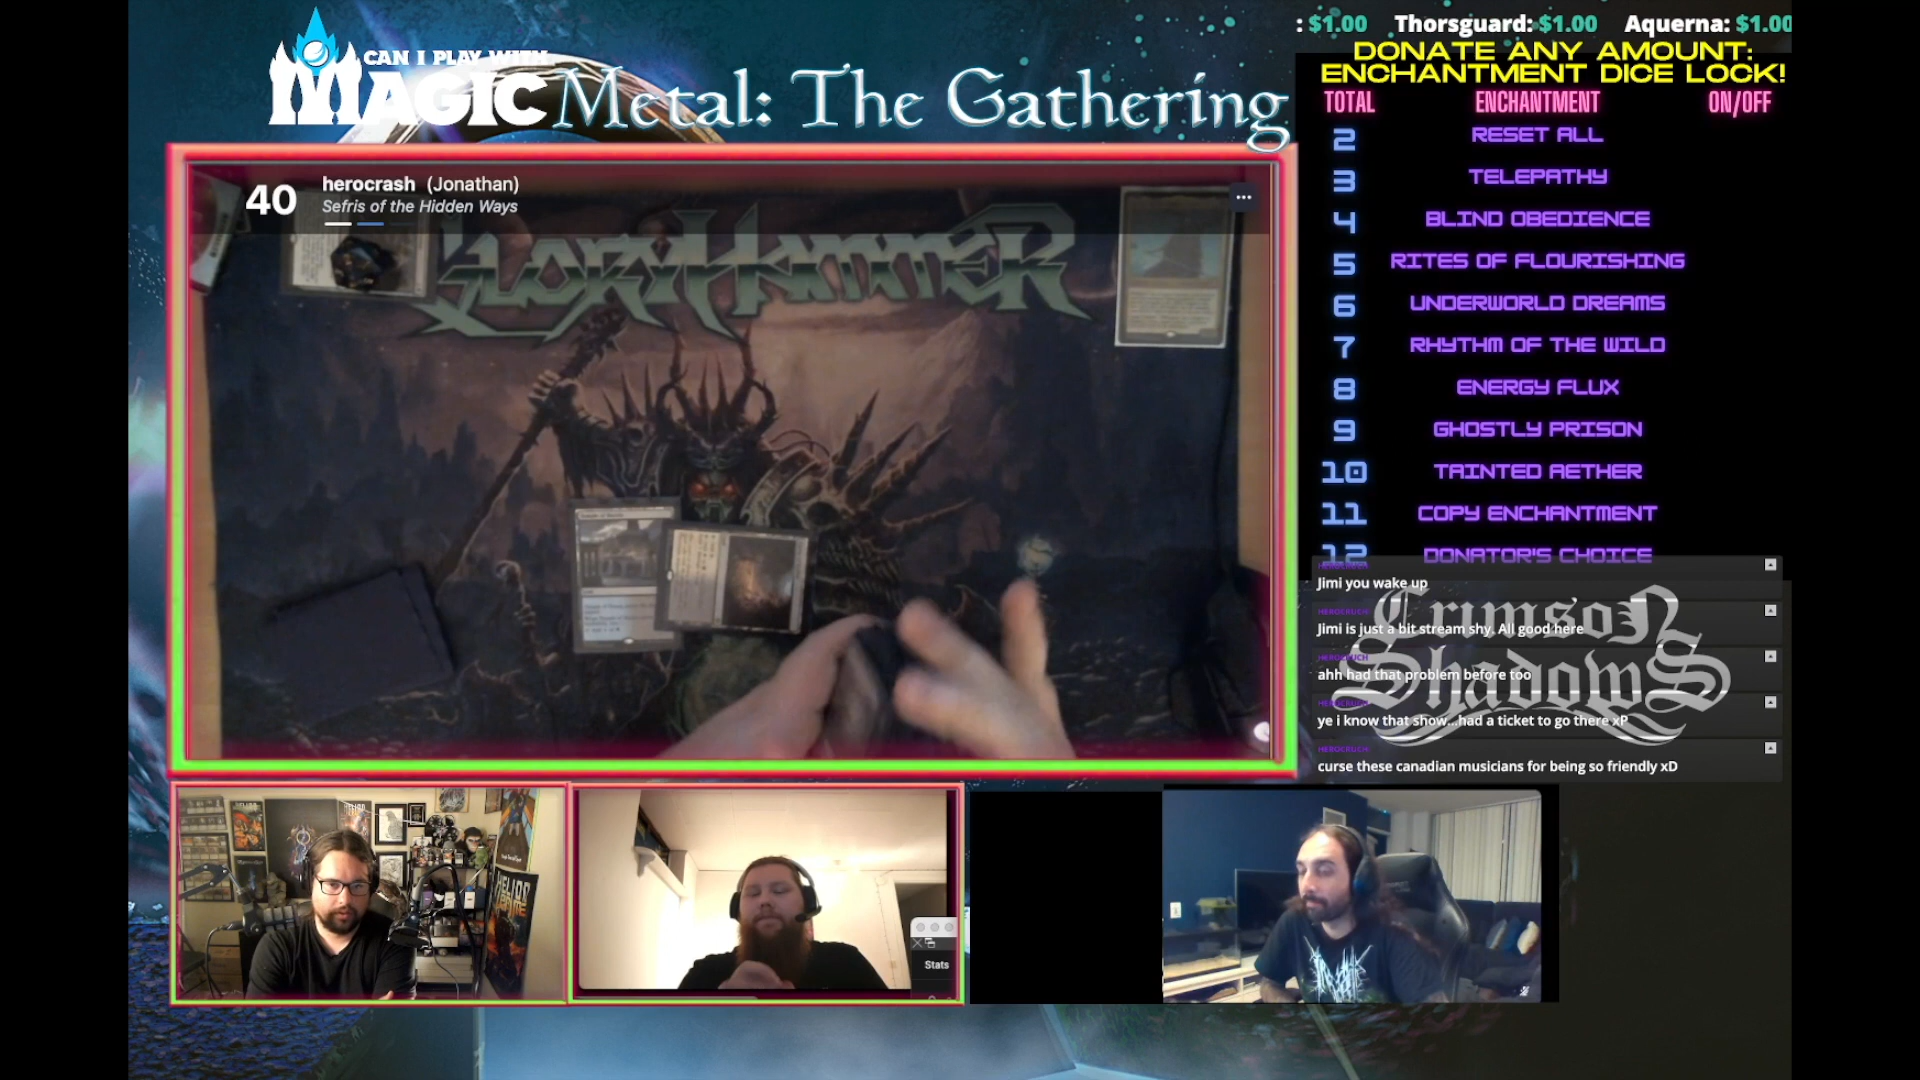 : $1.00 Thorsguard: $1.00 Aquerna: $1.00
CAN I PLAY WITH
MAGIC
Metal: The Gathering
DONATE ANY AMOUNT:
ENCHANTMENT DICE LOCK!
TOTAL ENCHANTMENT ON/OFF
2 RESET ALL
3 TELEPATHY
4 BLIND OBEDIENCE
5 RITES OF FLOURISHING
6 UNDERWORLD DREAMS
7 RHYTHM OF THE WILD
8 ENERGY FLUX
9 GHOSTLY PRISON
10 TAINTED AETHER
11 COPY ENCHANTMENT
12 DONATOR'S CHOICE
40 herocrash (Jonathan)
Sefris of the Hidden Ways
GLORYHAMMER
Jimi you wake up
Jimi is just a bit stream shy. All good here
ahh had that problem before too
ye i know that show...had a ticket to go there xP
curse these canadian musicians for being so friendly xD
Crimson
Shadows
Stats